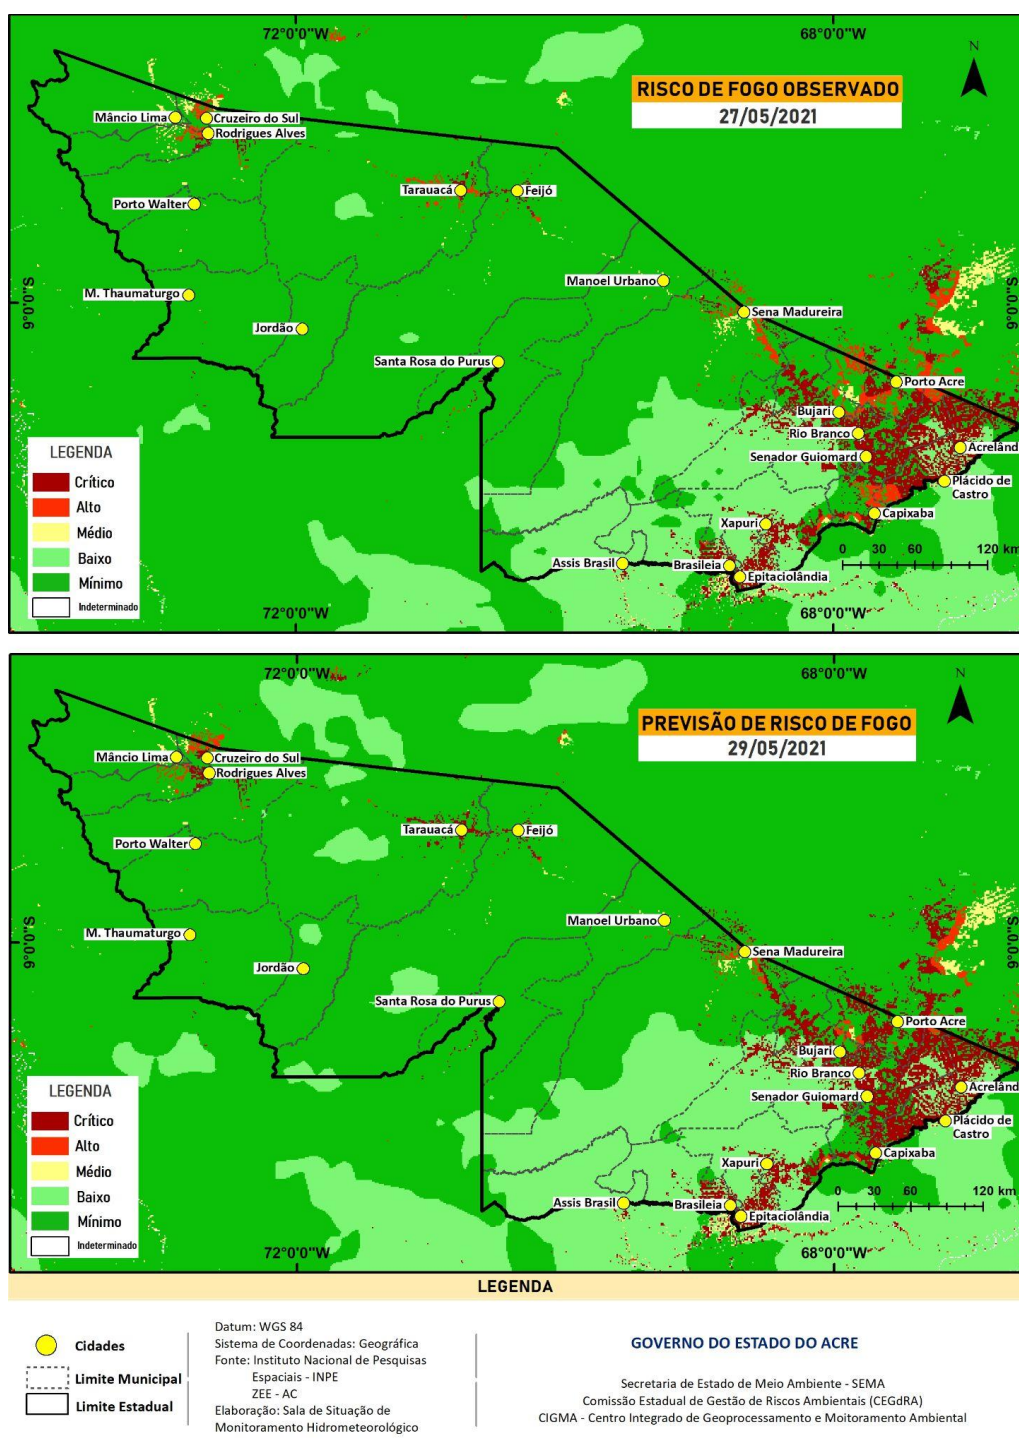 72°0'0"W
68°0'0"W
N
RISCO DE FOGO OBSERVADO
27/05/2021
Mâncio Lima
Cruzeiro do Sul
Rodrigues Alves
Tarauacá
Feijó
Porto Walter
Manoel Urbano
M. Thaumaturgo
9°0'0"S
9°0'0"S
Sena Madureira
Jordão
Santa Rosa do Purus
Porto Acre
Bujari
Rio Branco
Acrelând
Senador Guiomard
Plácido de
Castro
Capixaba
Xapuri
Assis Brasil
Brasileia
Epitaciolândia
LEGENDA
Crítico
Alto
Médio
Baixo
Mínimo
Indeterminado
0 30 60 120 km
72°0'0"W
68°0'0"W
72°0'0"W
68°0'0"W
N
PREVISÃO DE RISCO DE FOGO
29/05/2021
Mâncio Lima
Cruzeiro do Sul
Rodrigues Alves
Tarauacá
Feijó
Porto Walter
Manoel Urbano
M. Thaumaturgo
9°0'0"S
9°0'0"S
Sena Madureira
Jordão
Santa Rosa do Purus
Porto Acre
Bujari
Rio Branco
Acrelând
Senador Guiomard
Plácido de
Castro
Capixaba
Xapuri
Assis Brasil
Brasileia
Epitaciolândia
LEGENDA
Crítico
Alto
Médio
Baixo
Mínimo
Indeterminado
0 30 60 120 km
72°0'0"W
68°0'0"W
LEGENDA
Cidades
Limite Municipal
Limite Estadual
Datum: WGS 84
Sistema de Coordenadas: Geográfica
Fonte: Instituto Nacional de Pesquisas
Espaciais - INPE
ZEE - AC
Elaboração: Sala de Situação de
Monitoramento Hidrometeorológico
GOVERNO DO ESTADO DO ACRE
Secretaria de Estado de Meio Ambiente - SEMA
Comissão Estadual de Gestão de Riscos Ambientais (CEGdRA)
CIGMA - Centro Integrado de Geoprocessamento e Moitoramento Ambiental